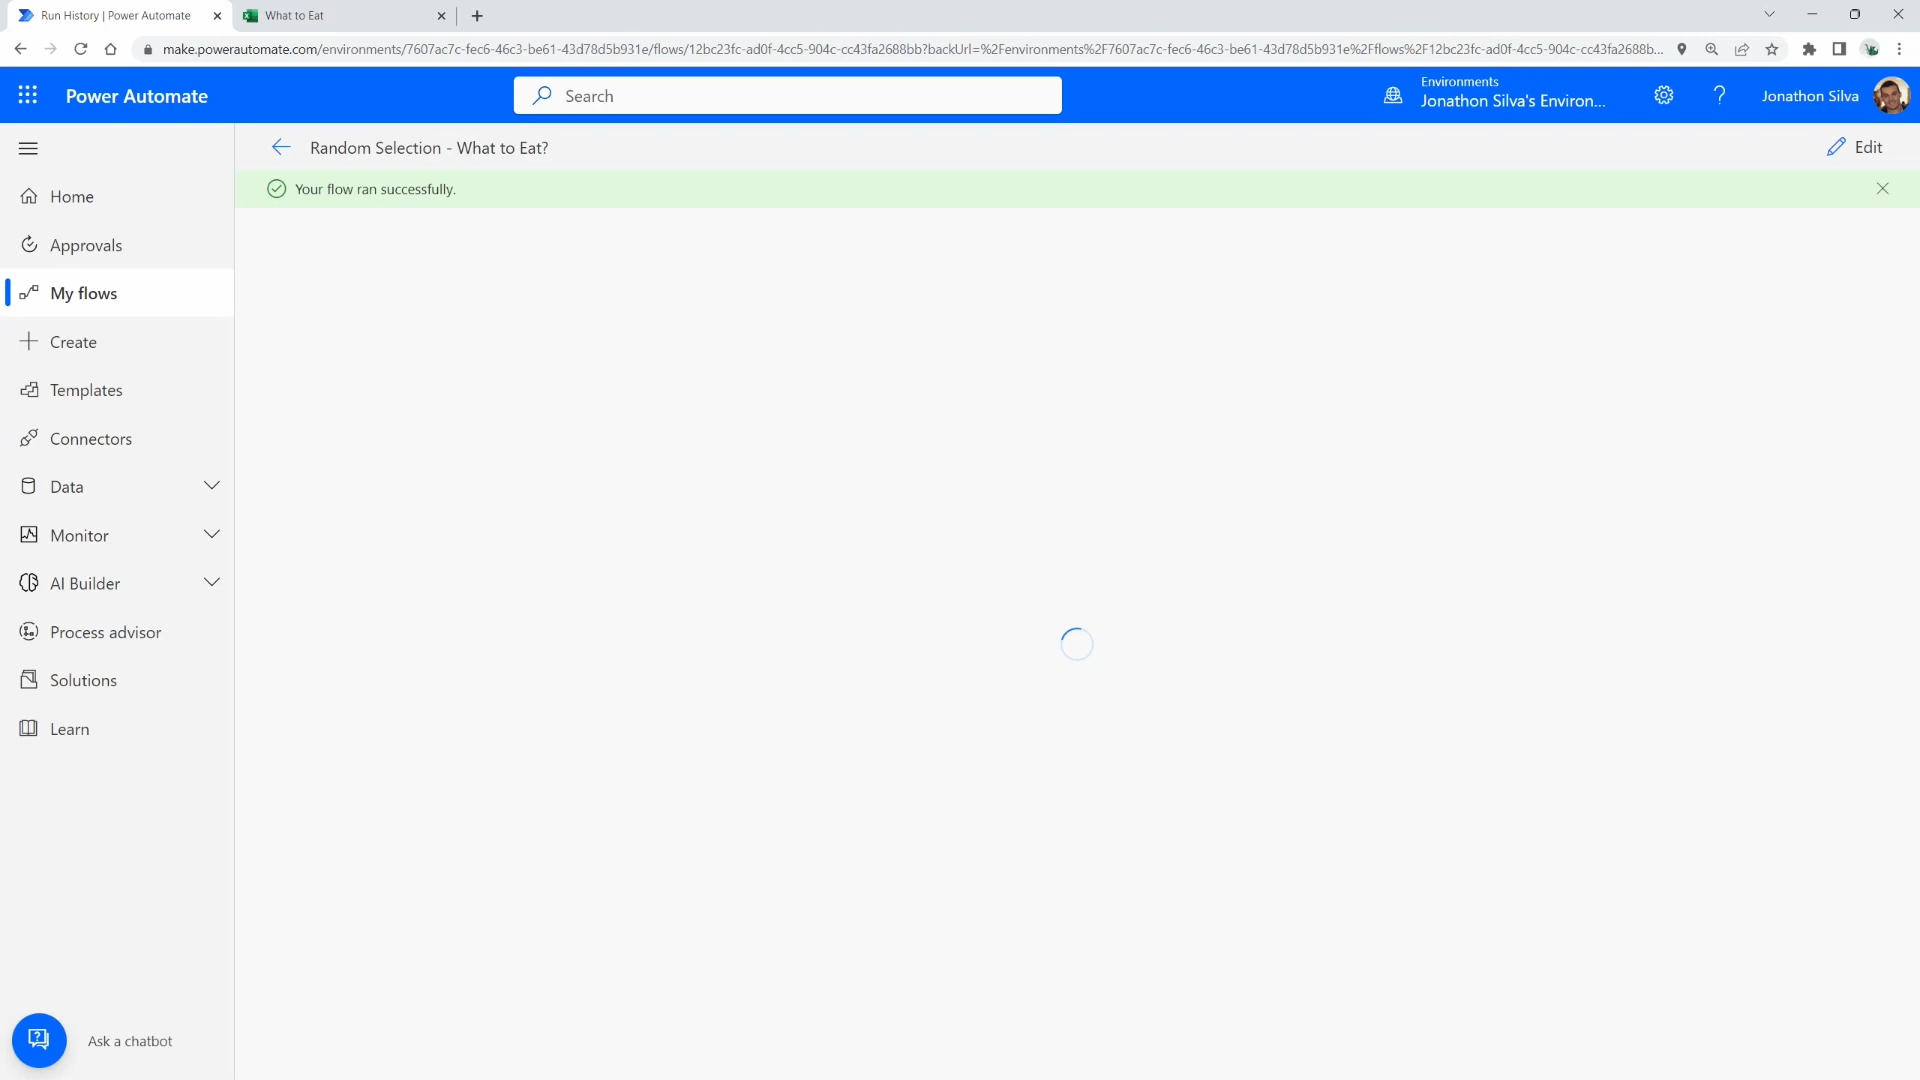 Run History | Power Automate
What to Eat
make.powerautomate.com/environments/7607ac7c-fec6-46c3-be61-43d78d5b931e/flows/12bc23fc-ad0f-4cc5-904c-cc43fa2688bb?backUrl=%2Fenvironments%2F7607ac7c-fec6-46c3-be61-43d78d5b931e%2Fflows%2F12bc23fc-ad0f-4cc5-904c-cc43fa2688b...
Power Automate
Search
Environments
Jonathon Silva's Environ...
Jonathon Silva
Random Selection - What to Eat?
Edit
Your flow ran successfully.
Home
Approvals
My flows
Create
Templates
Connectors
Data
Monitor
AI Builder
Process advisor
Solutions
Learn
Ask a chatbot